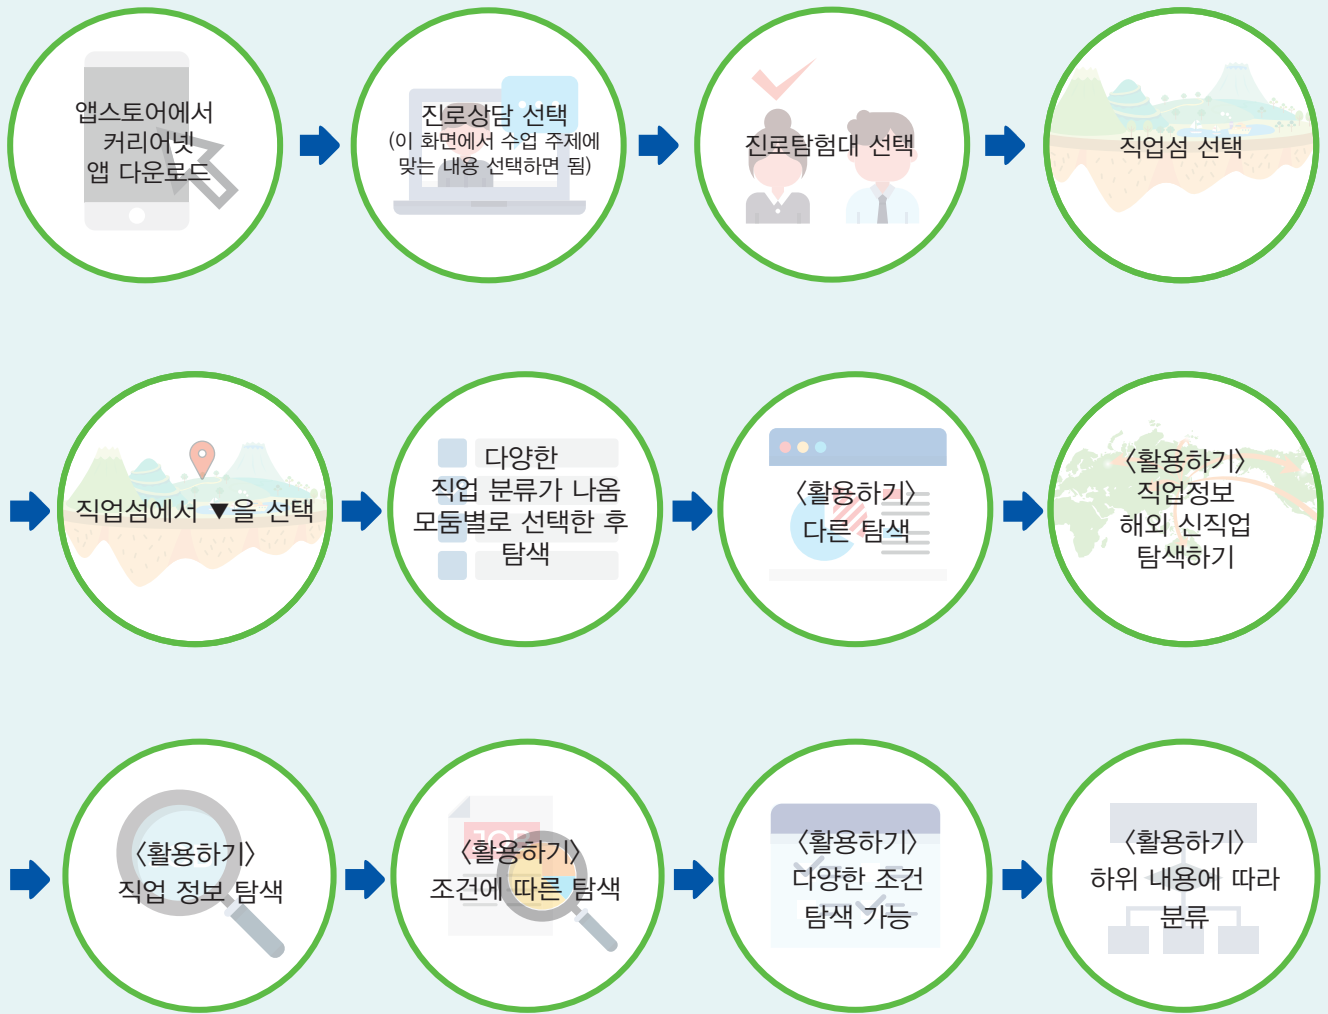 앱스토어에서
커리어넷
앱 다운로드
진로상담 선택
(이 화면에서 수업 주제에
맞는 내용 선택하면 됨)
진로탐험대 선택
직업섬 선택
직업섬에서 ▼을 선택
다양한
직업 분류가 나옴
모둠별로 선택한 후
탐색
〈활용하기〉
다른 탐색
〈활용하기〉
직업정보
해외 신직업
탐색하기
〈활용하기〉
직업 정보 탐색
JOB
〈활용하기〉
조건에 따른 탐색
〈활용하기〉
다양한 조건
탐색 가능
〈활용하기〉
하위 내용에 따라
분류